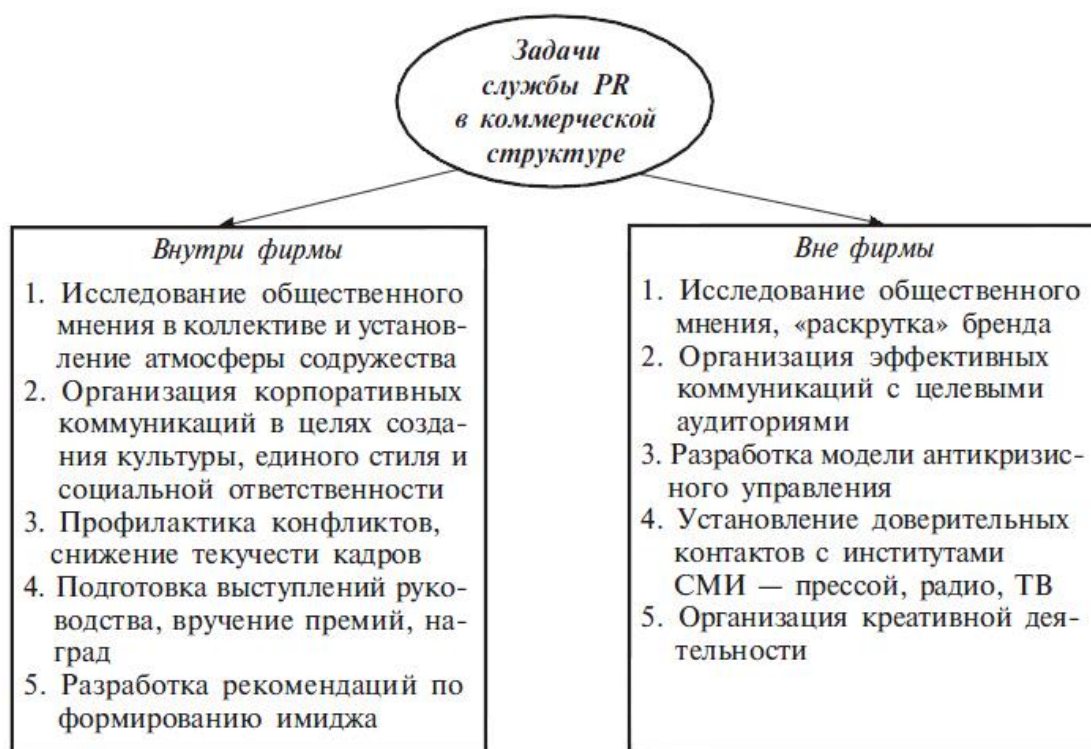 Задачи
службы PR
в коммерческой
структуре
Внутри фирмы
1. Исследование общественного
мнения в коллективе и установ-
ление атмосферы содружества
2. Организация корпоративных
коммуникаций в целях созда-
ния культуры, единого стиля и
социальной ответственности
3. Профилактика конфликтов,
снижение текучести кадров
4. Подготовка выступлений руко-
водства, вручение премий, на-
град
5. Разработка рекомендаций по
формированию имиджа
Вне фирмы
1. Исследование общественного
мнения, «раскрутка» бренда
2. Организация эффективных
коммуникаций с целевыми
аудиториями
3. Разработка модели антикризис-
ного управления
4. Установление доверительных
контактов с институтами
СМИ — прессой, радио, ТВ
5. Организация креативной дея-
тельности